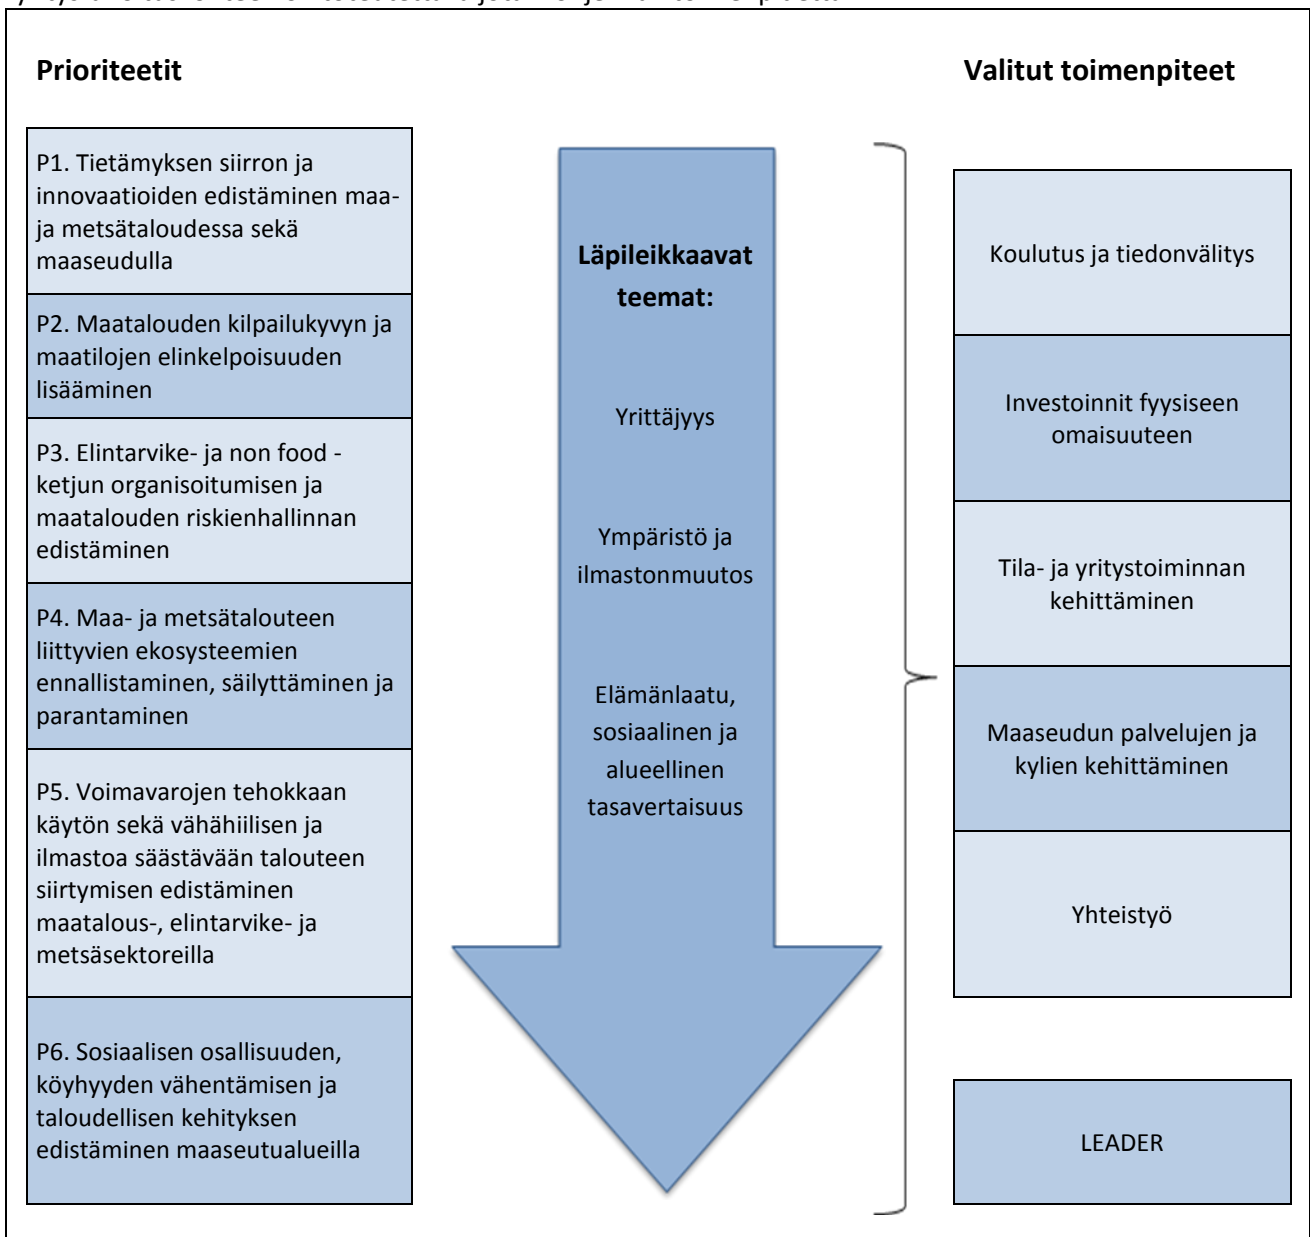 Prioriteetit
Valitut toimenpiteet
P1. Tietämyksen siirron ja
innovaatioiden edistäminen maa-
ja metsätaloudessa sekä
maaseudulla
P2. Maatalouden kilpailukyvyn ja
maatilojen elinkelpoisuuden
lisääminen
P3. Elintarvike- ja non food -
ketjun organisoitumisen ja
maatalouden riskienhallinnan
edistäminen
P4. Maa- ja metsätalouteen
liittyvien ekosysteemien
ennallistaminen, säilyttäminen ja
parantaminen
P5. Voimavarojen tehokkaan
käytön sekä vähähiilisen ja
ilmastoa säästävään talouteen
siirtymisen edistäminen
maatalous-, elintarvike- ja
metsäsektoreilla
P6. Sosiaalisen osallisuuden,
köyhyyden vähentämisen ja
taloudellisen kehityksen
edistäminen maaseutualueilla
Läpileikkaavat
teemat:
Yrittäjyys
Ympäristö ja
ilmastonmuutos
Elämänlaatu,
sosiaalinen ja
alueellinen
tasavertaisuus
Koulutus ja tiedonvälitys
Investoinnit fyysiseen
omaisuuteen
Tila- ja yritystoiminnan
kehittäminen
Maaseudun palvelujen ja
kylien kehittäminen
Yhteistyö
LEADER